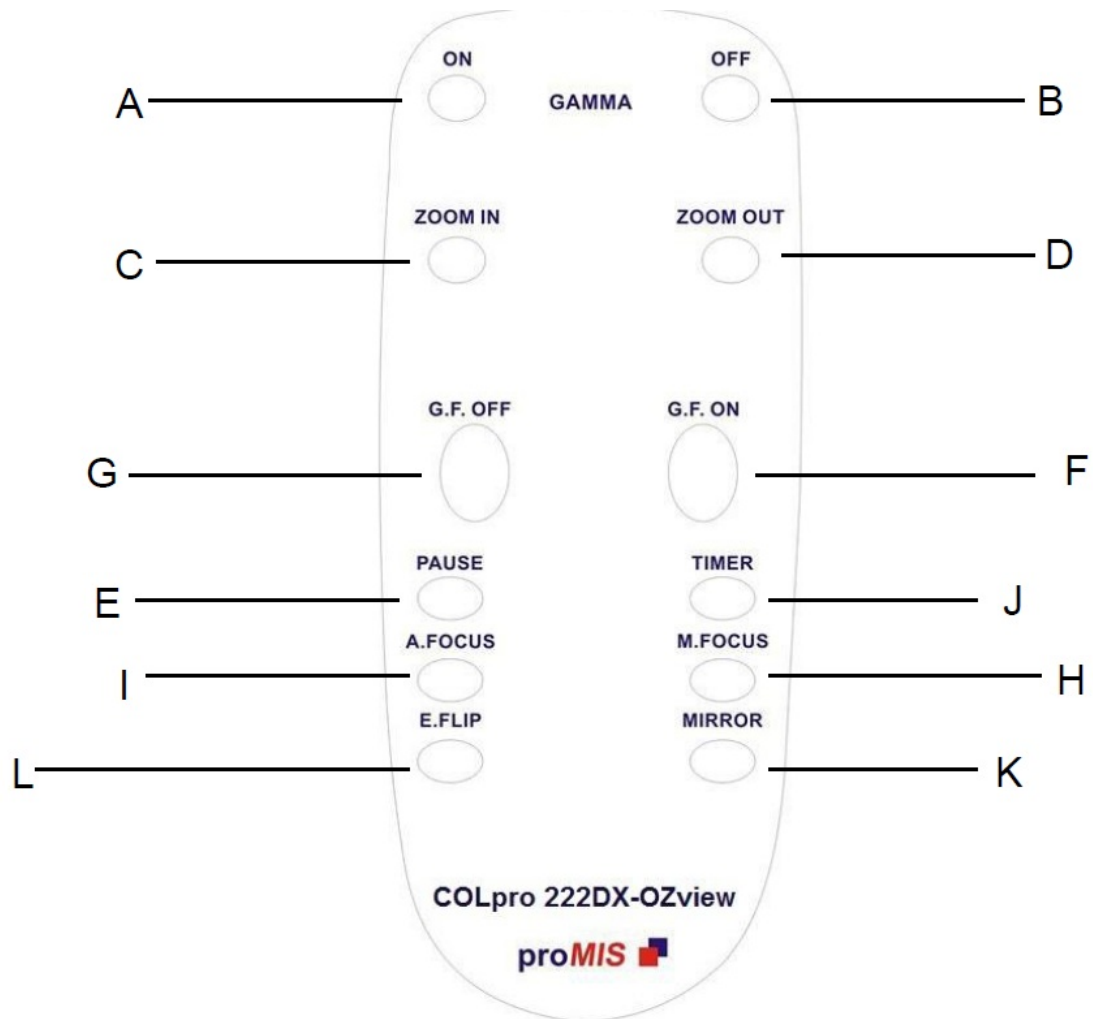 ON OFF
A GAMMA B
ZOOM IN ZOOM OUT
C D
G.F. OFF G.F. ON
G F
PAUSE TIMER
E J
A.FOCUS M.FOCUS
I H
E.FLIP MIRROR
L K
COLpro 222DX-OZview
proMIS